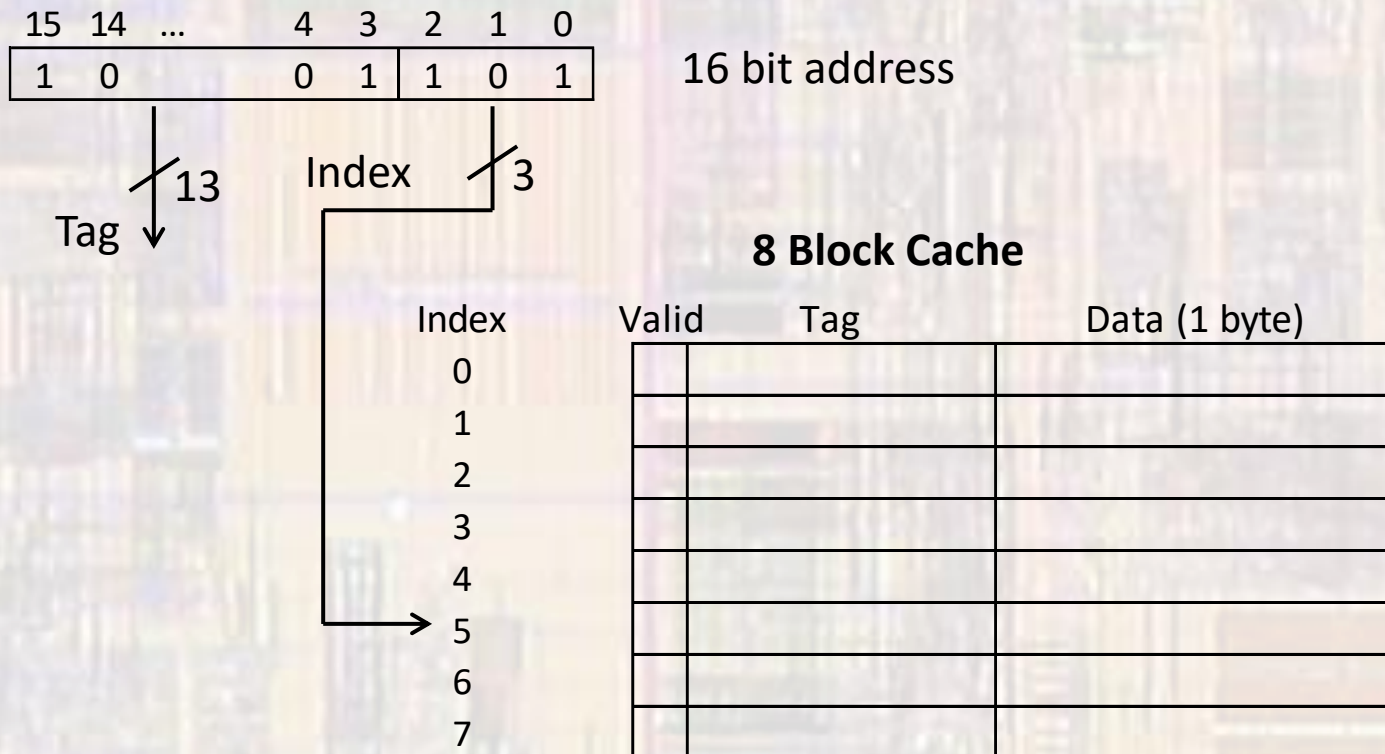 15 14 ... 4 3 2 1 0
1 0 0 1 1 0 1
16 bit address
13
Index
3
Tag
8 Block Cache
Index Valid Tag Data (1 byte)
0
1
2
3
4
5
6
7